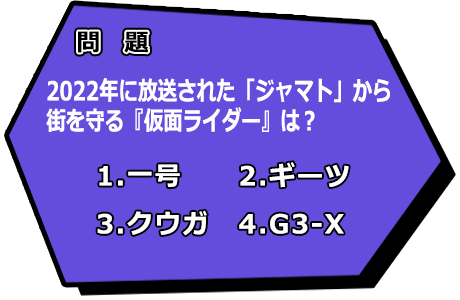 問 題
2022年に放送された「ジャマト」から
街を守る『仮面ライダー』は？
1.一号 2.ギーツ
3.クウガ 4.G3-X